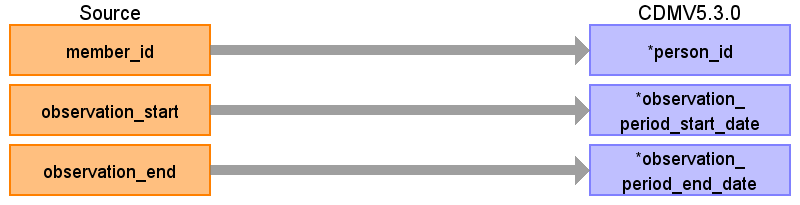 Source CDMV5.3.0
member_id *person_id
observation_start *observation_
period_start_date
observation_end *observation_
period_end_date